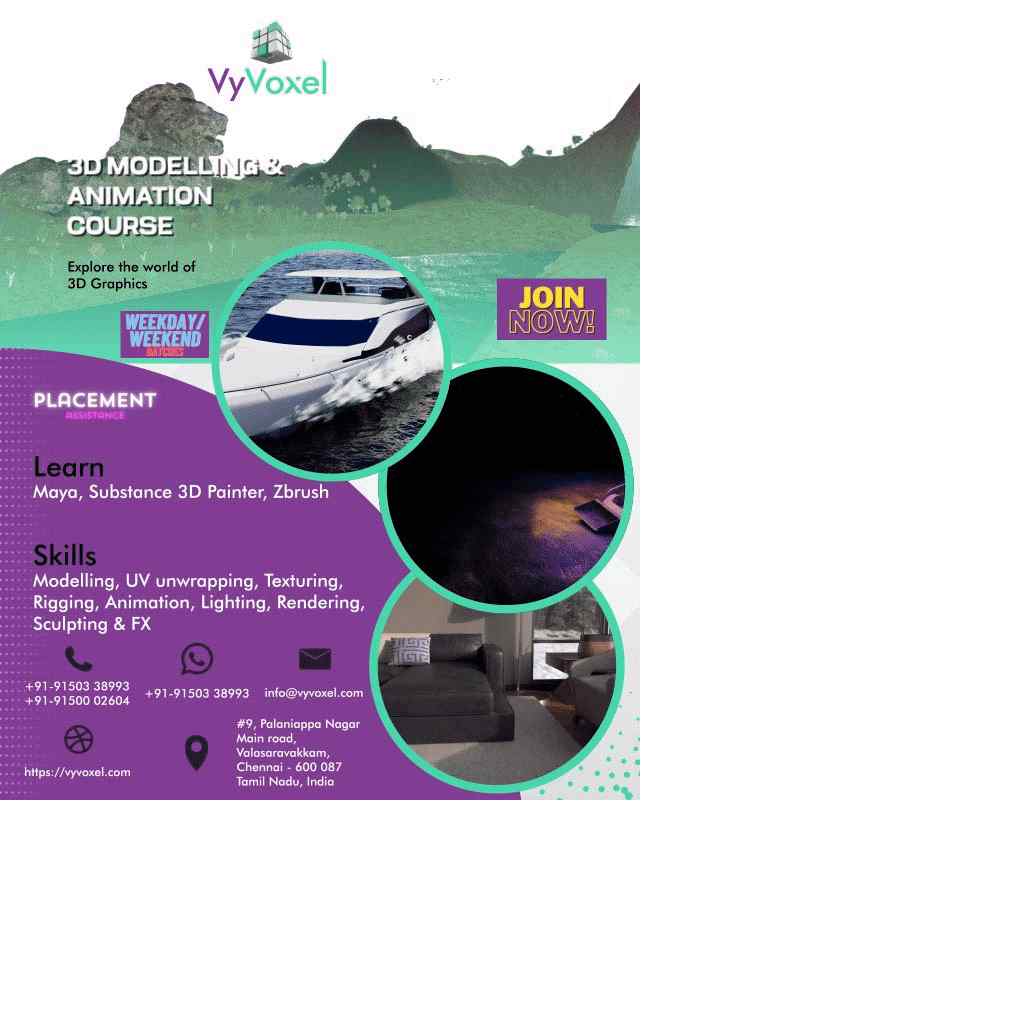 VyVoxel
3D MODELLING &
ANIMATION
COURSE
Explore the world of
3D Graphics
JOIN
NOW!
WEEKDAY/
WEEKEND
BATCHES
PLACEMENT
ASSISTANCE
Learn
Maya, Substance 3D Painter, Zbrush
Skills
Modelling, UV unwrapping, Texturing,
Rigging, Animation, Lighting, Rendering,
Sculpting & FX
+91-91503 38993
+91-91500 02604
+91-91503 38993
info@vyvoxel.com
https://vyvoxel.com
#9, Palaniappa Nagar
Main road,
Valasaravakkam,
Chennai - 600 087
Tamil Nadu, India